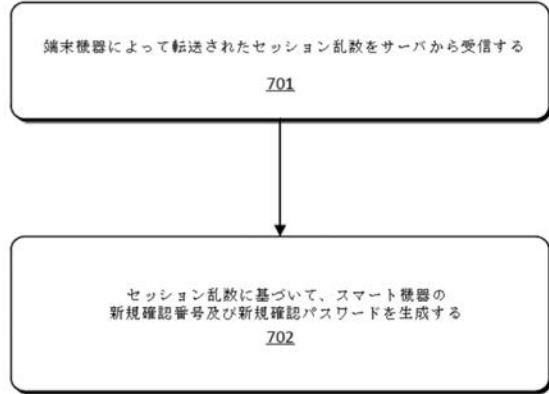 端末機器によって転送されたセッション乱数をサーバから受信する
701
セッション乱数に基づいて、スマート機器の
新規確認番号及び新規確認パスワードを生成する
702